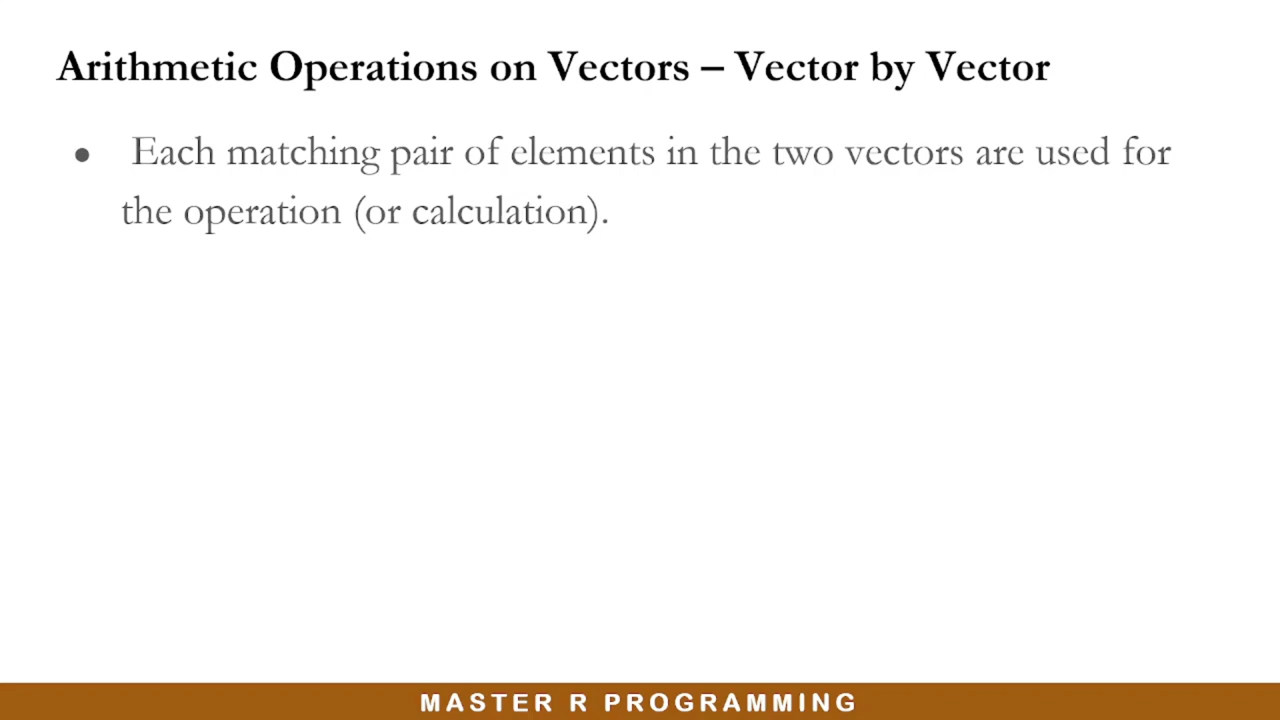 Arithmetic Operations on Vectors – Vector by Vector
● Each matching pair of elements in the two vectors are used for
the operation (or calculation).
MASTER R PROGRAMMING